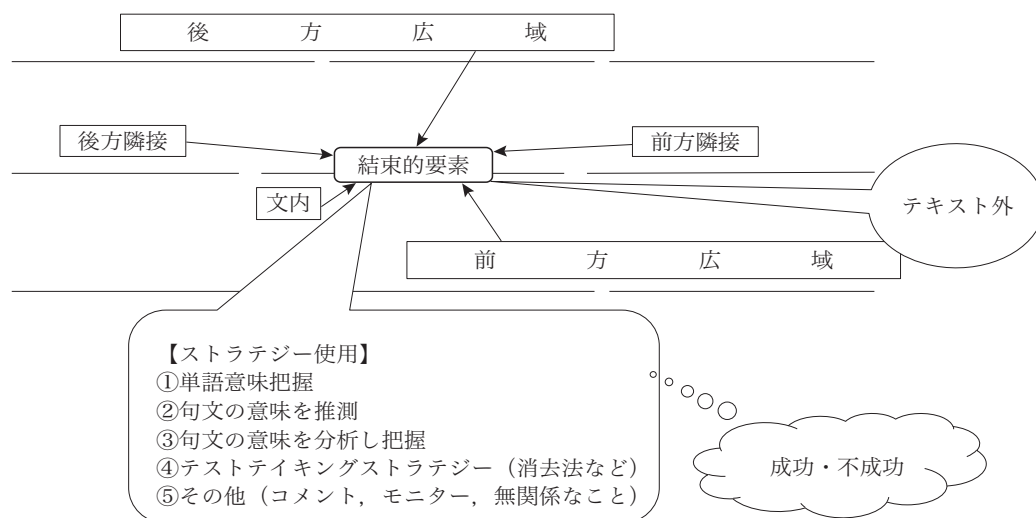 後方広域
後方隣接
前方隣接
結束的要素
文内
テキスト外
前方広域
【ストラテジー使用】
①単語意味把握
②句文の意味を推測
③句文の意味を分析し把握
④テストテイキングストラテジー（消去法など）
⑤その他（コメント，モニター，無関係なこと）
成功・不成功